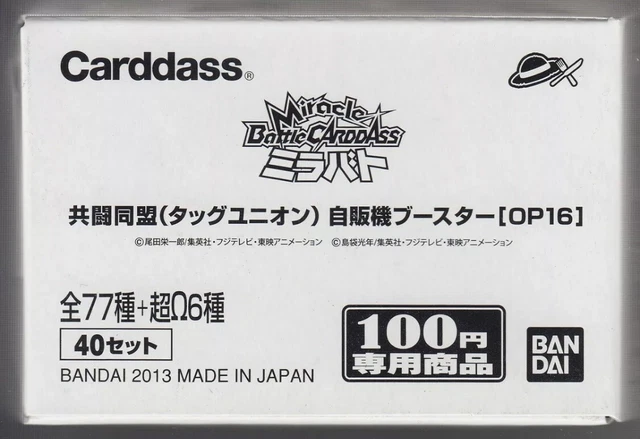 Carddass®
Miracle
Battle CARDDASS
ミラバト
共闘同盟(タッグユニオン) 自販機ブースター[OP16]
©尾田栄一郎/集英社・フジテレビ・東映アニメーション ©島袋光年/集英社・フジテレビ・東映アニメーション
全77種+超Ω6種
40セット
100円
専用商品
BAN
DAI
BANDAI 2013 MADE IN JAPAN